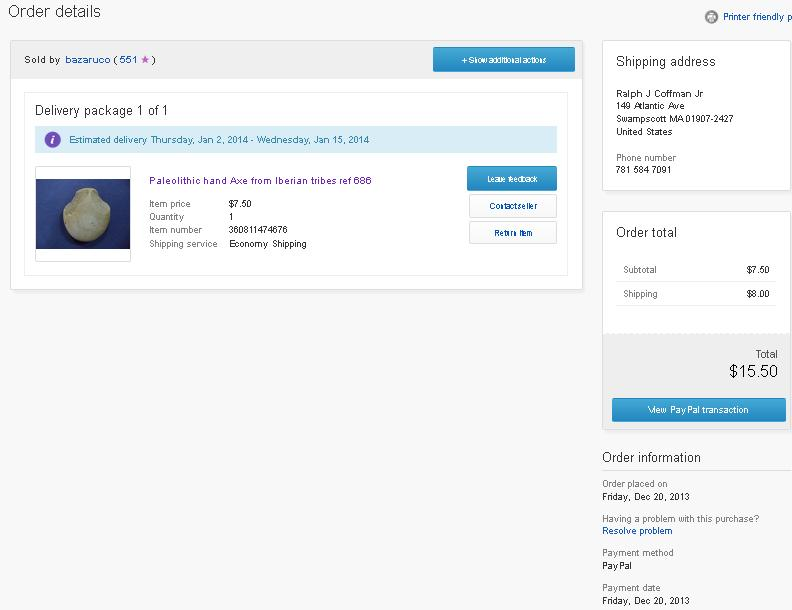 Order details
Printer friendly p
Sold by bazaruco ( 551 ★ )
+ Show additional actions
Delivery package 1 of 1
i Estimated delivery Thursday, Jan 2, 2014 - Wednesday, Jan 15, 2014
Paleolithic hand Axe from Iberian tribes ref 686
Item price $7.50
Quantity 1
Item number 360811474676
Shipping service Economy Shipping
Leave feedback
Contact seller
Return item
Shipping address
Ralph J Coffman Jr
149 Atlantic Ave
Swampscott MA 01907-2427
United States
Phone number
781 584 7091
Order total
Subtotal $7.50
Shipping $8.00
Total
$15.50
View PayPal transaction
Order information
Order placed on
Friday, Dec 20, 2013
Having a problem with this purchase?
Resolve problem
Payment method
PayPal
Payment date
Friday, Dec 20, 2013